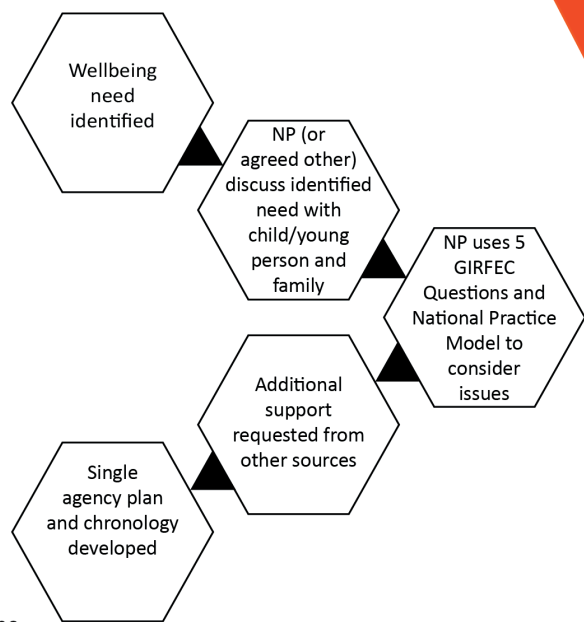 Wellbeing
need
identified
NP (or
agreed other)
discuss identified
need with
child/young
person and
family
NP uses 5
GIRFEC
Questions and
National Practice
Model to
consider
issues
Additional
support
requested from
other sources
Single
agency plan
and chronology
developed